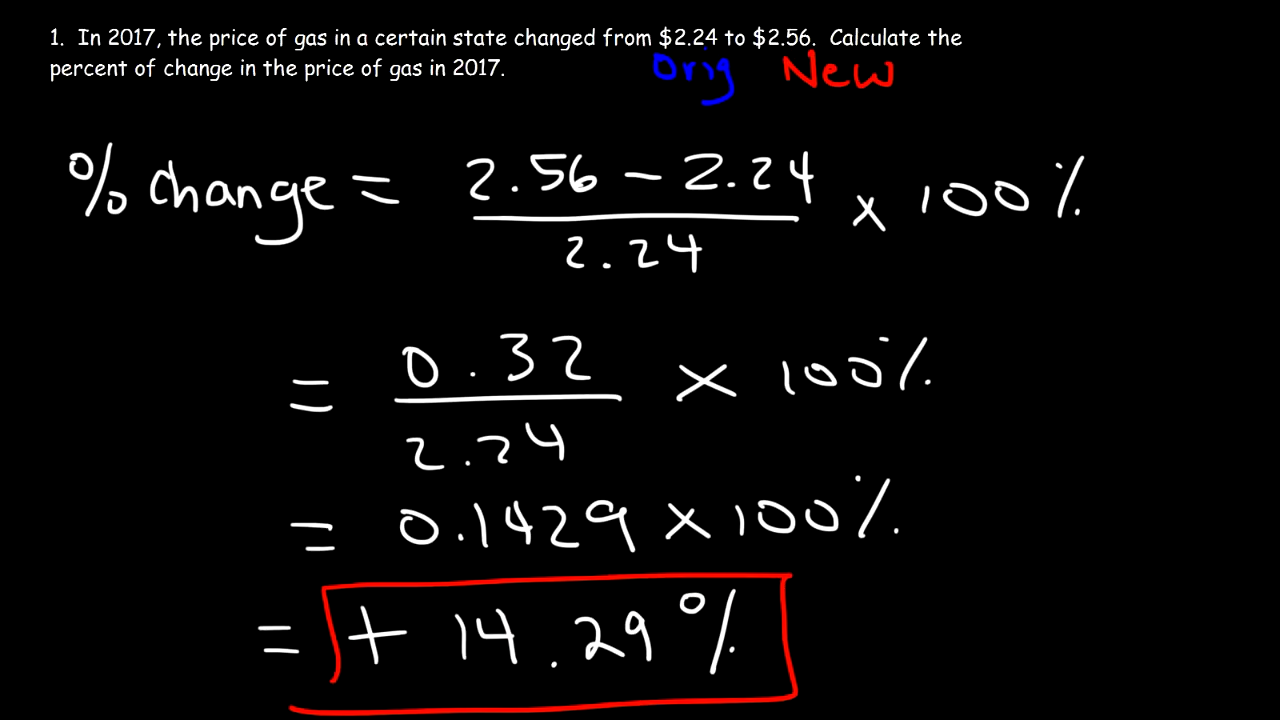 1. In 2017, the price of gas in a certain state changed from $2.24 to $2.56. Calculate the
percent of change in the price of gas in 2017.
Orig New
% change = 2.56 - 2.24 / 2.24 × 100%
= 0.32 / 2.24 × 100%
= 0.1429 × 100%
= + 14.29%